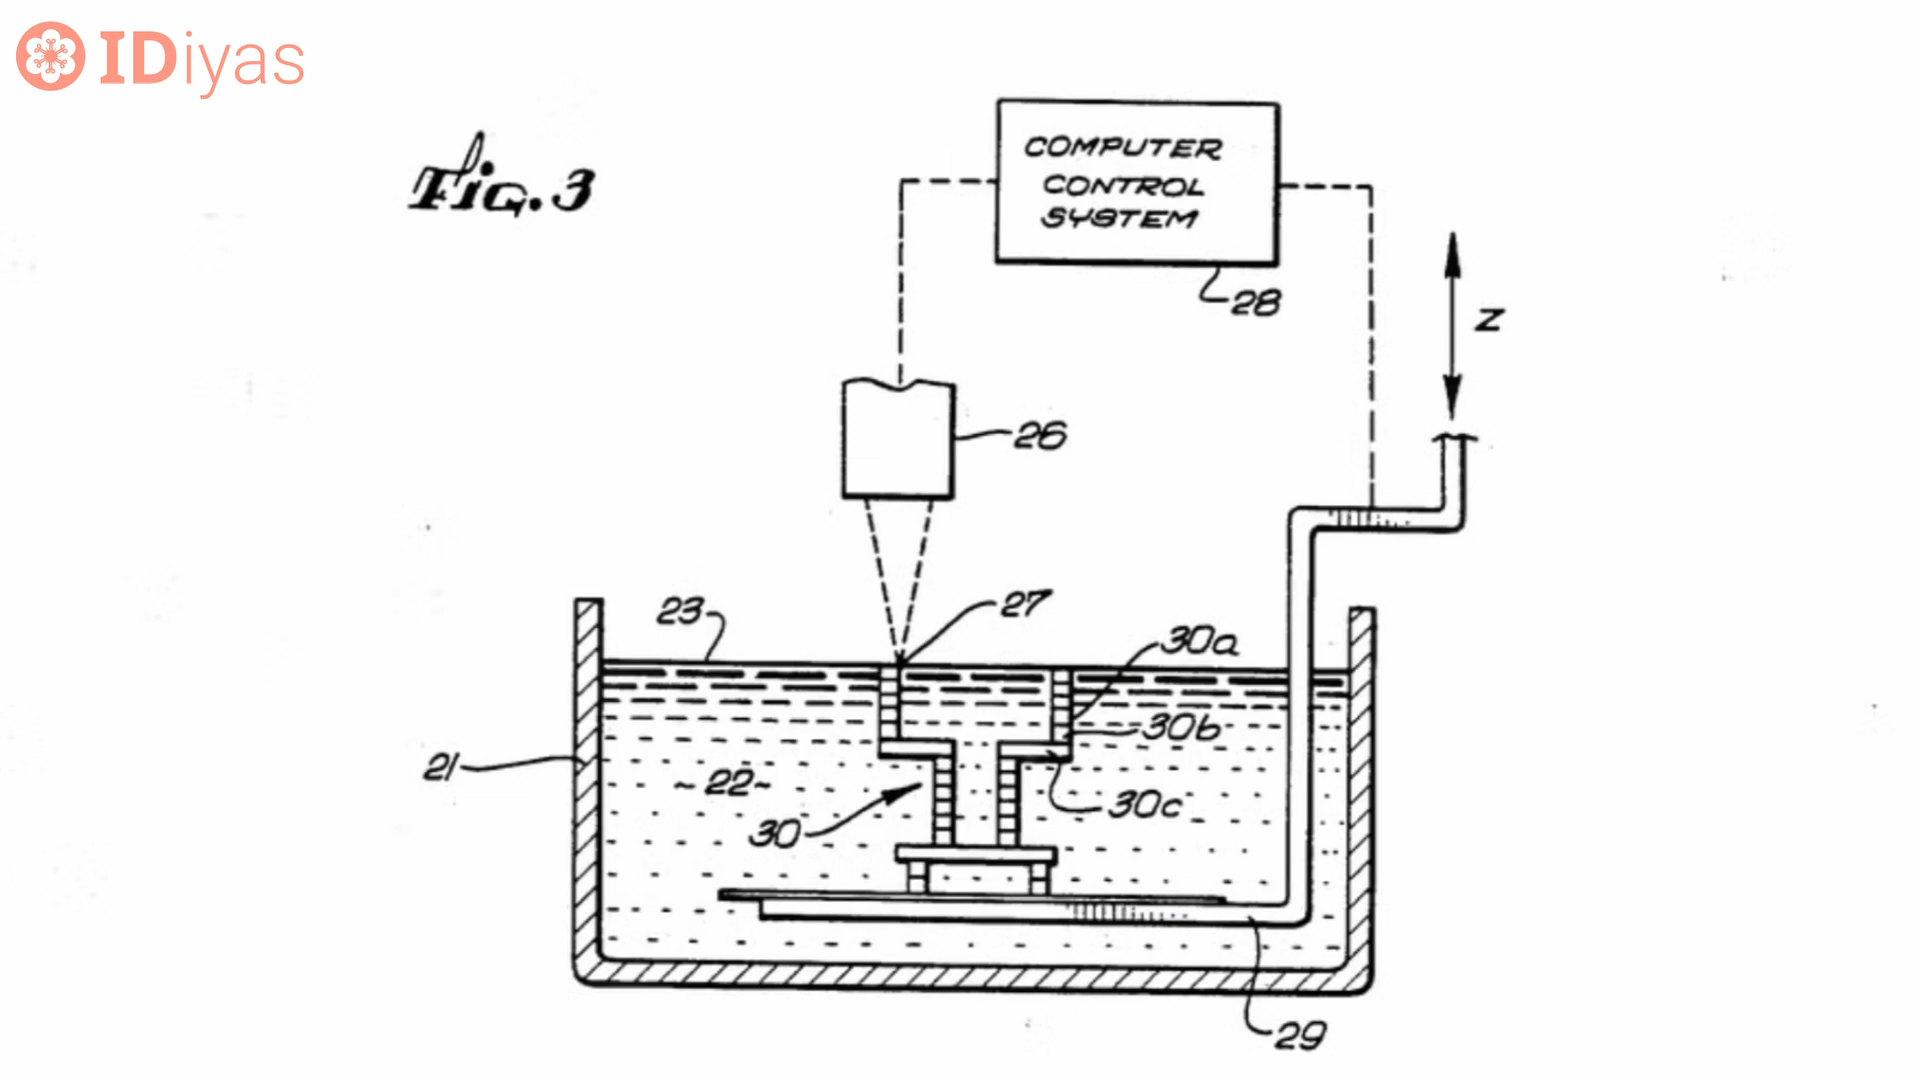 IDiyas
Fig. 3
COMPUTER
CONTROL
SYSTEM
28
Z
26
23
27
30a
30b
21
~22~
30
30c
29